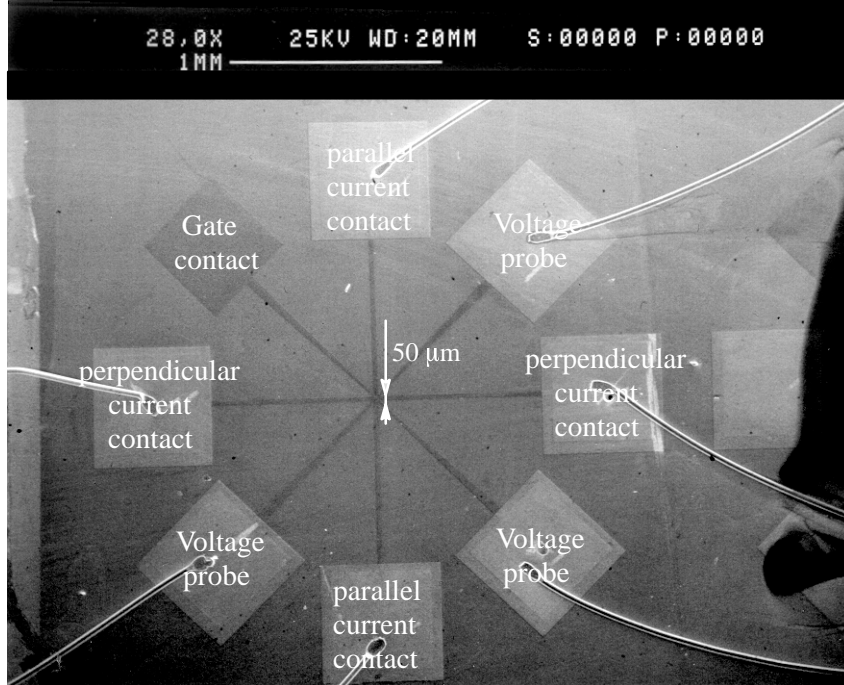 28,0X 25KV WD:20MM S:00000 P:00000
1MM
parallel
current
contact
Gate
contact
Voltage
probe
50 µm
perpendicular
current
contact
perpendicular
current
contact
Voltage
probe
Voltage
probe
parallel
current
contact